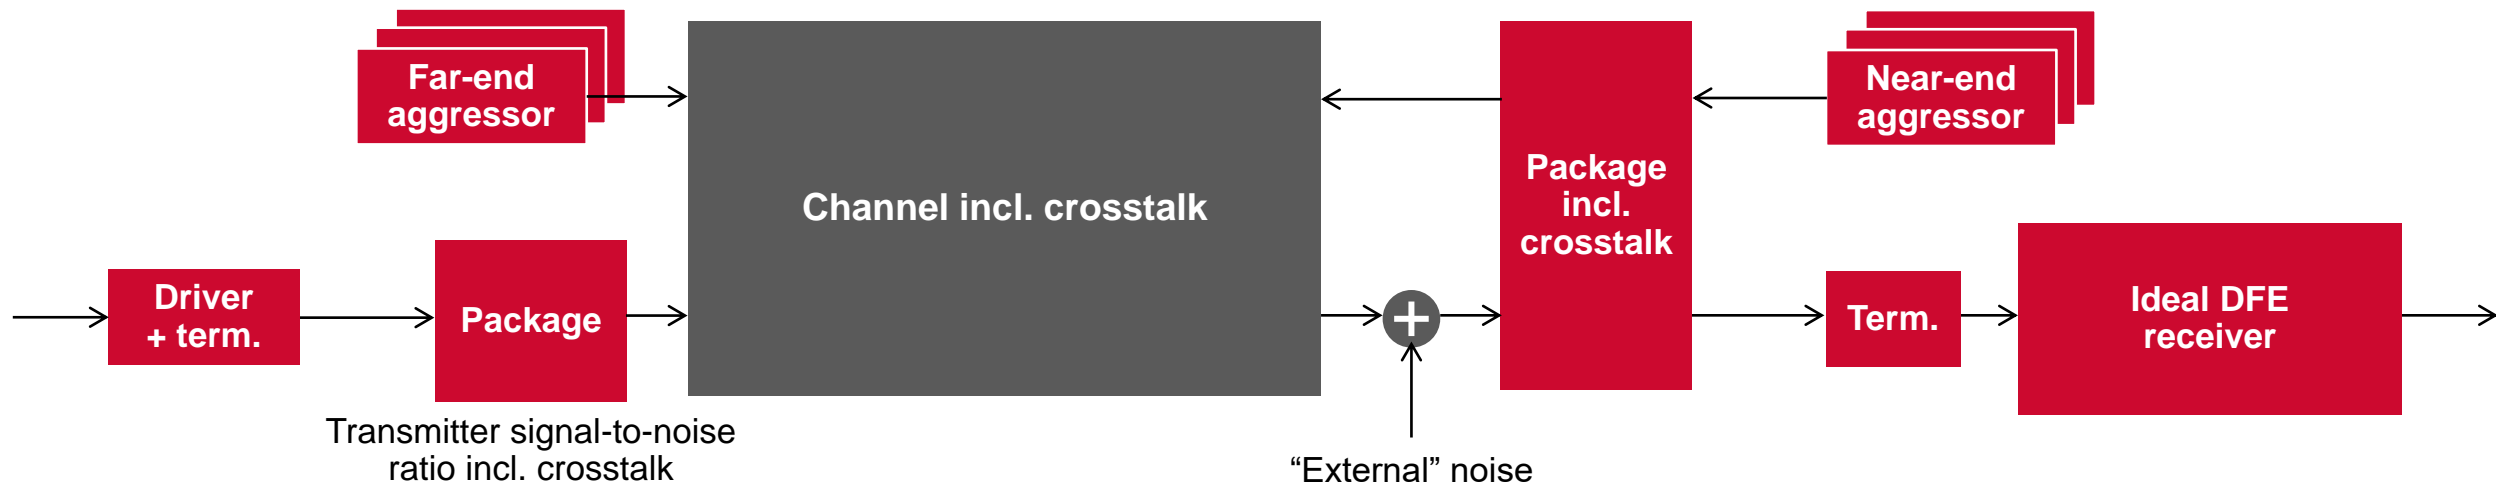 Far-end
aggressor
Near-end
aggressor
Channel incl. crosstalk
Package
incl.
crosstalk
Driver
+ term.
Package
Term.
Ideal DFE
receiver
Transmitter signal-to-noise
ratio incl. crosstalk
“External” noise